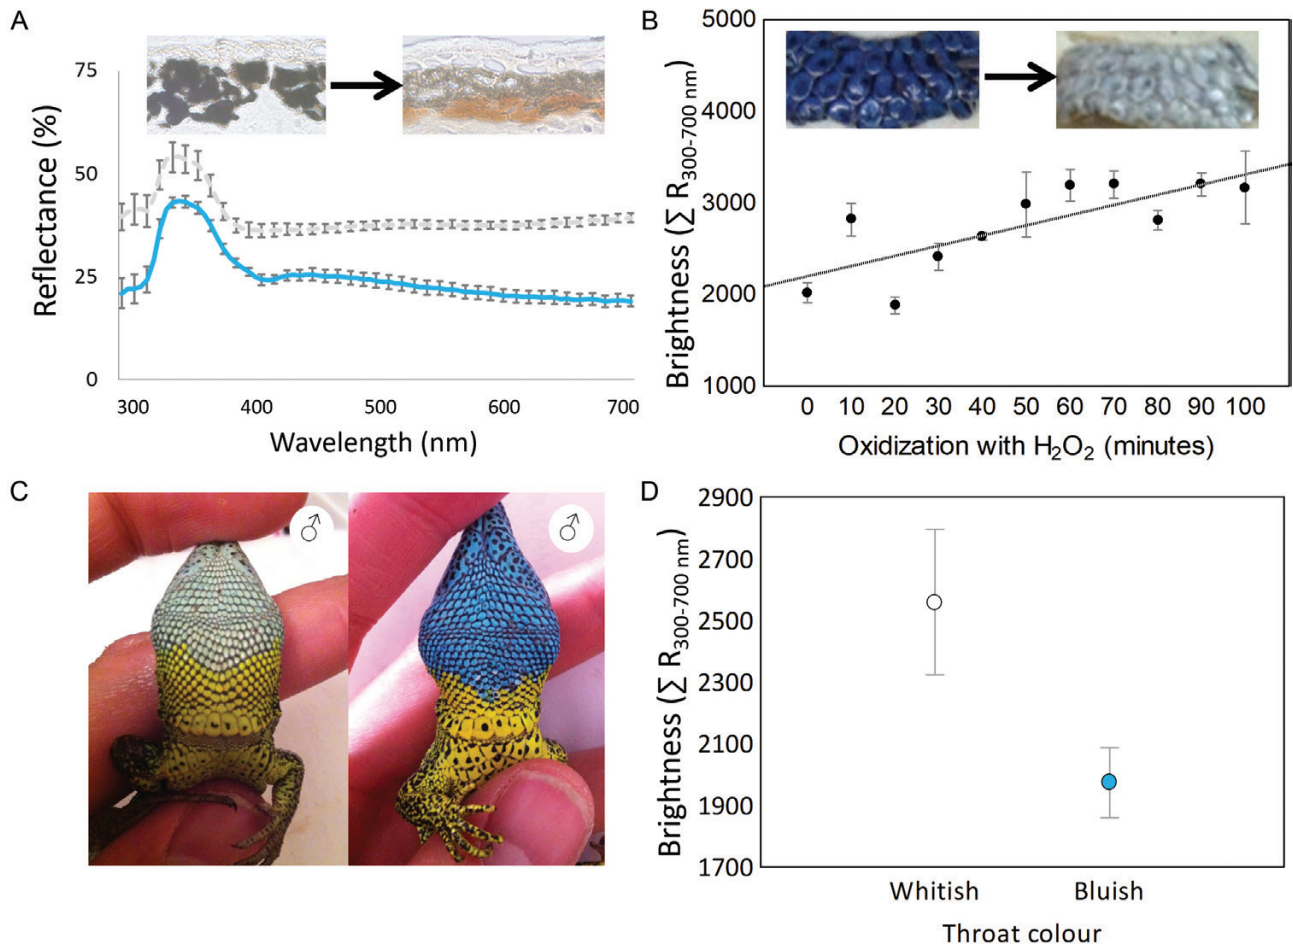 A
75
50
25
0
Reflectance (%)
300 400 500 600 700
Wavelength (nm)
B
5000
4000
3000
2000
1000
Brightness (∑ R300-700 nm)
0 10 20 30 40 50 60 70 80 90 100
Oxidization with H2O2 (minutes)
C
♂ ♂
D
2900
2700
2500
2300
2100
1900
1700
Brightness (∑ R300-700 nm)
Whitish Bluish
Throat colour